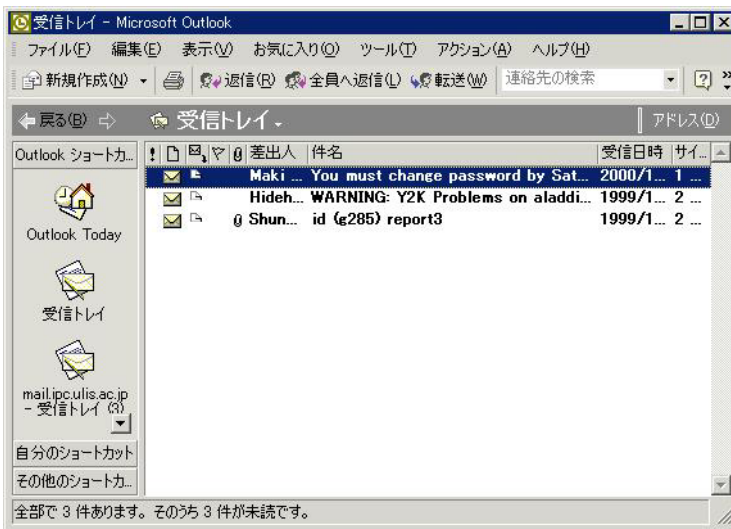 受信トレイ - Microsoft Outlook
ファイル(F) 編集(E) 表示(V) お気に入り(O) ツール(T) アクション(A) ヘルプ(H)
新規作成(N) 返信(R) 全員へ返信(L) 転送(W) 連絡先の検索
戻る(B) 受信トレイ. アドレス(D)
Outlook ショートカ...
Outlook Today
受信トレイ
mail.ipc.ulis.ac.jp
- 受信トレイ (3)
自分のショートカット
その他のショートカ...
! 差出人 件名 受信日時 サイ...
Maki ... You must change password by Sat... 2000/1... 1 ...
Hideh... WARNING: Y2K Problems on aladdi... 1999/1... 2 ...
Shun... id (g285) report3 1999/1... 2 ...
全部で 3 件あります。そのうち 3 件が未読です。